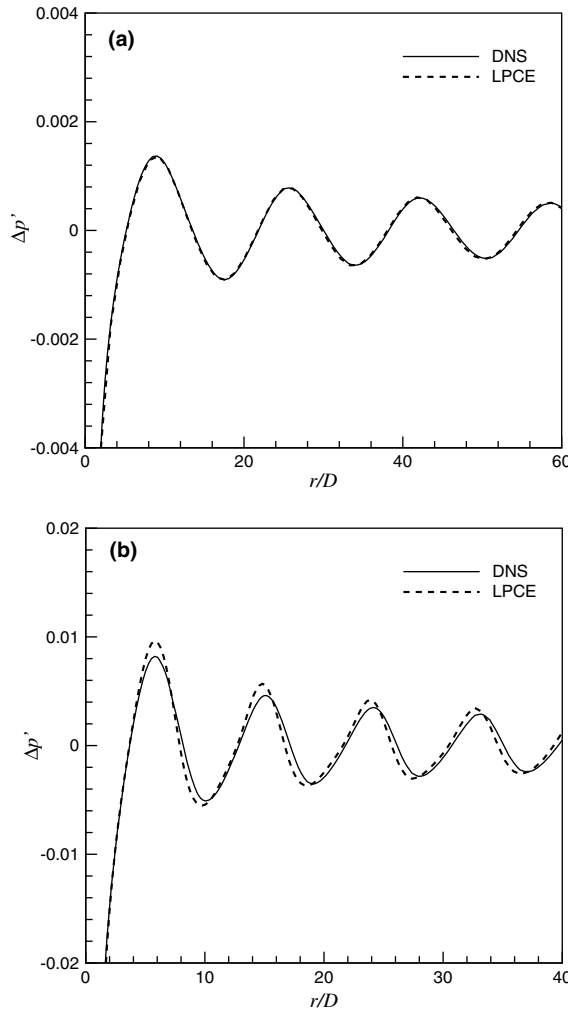 (a)
DNS
LPCE
0.004
0.002
0
-0.002
-0.004
Δp'
0 20 40 60
r/D
(b)
DNS
LPCE
0.02
0.01
0
-0.01
-0.02
Δp'
0 10 20 30 40
r/D